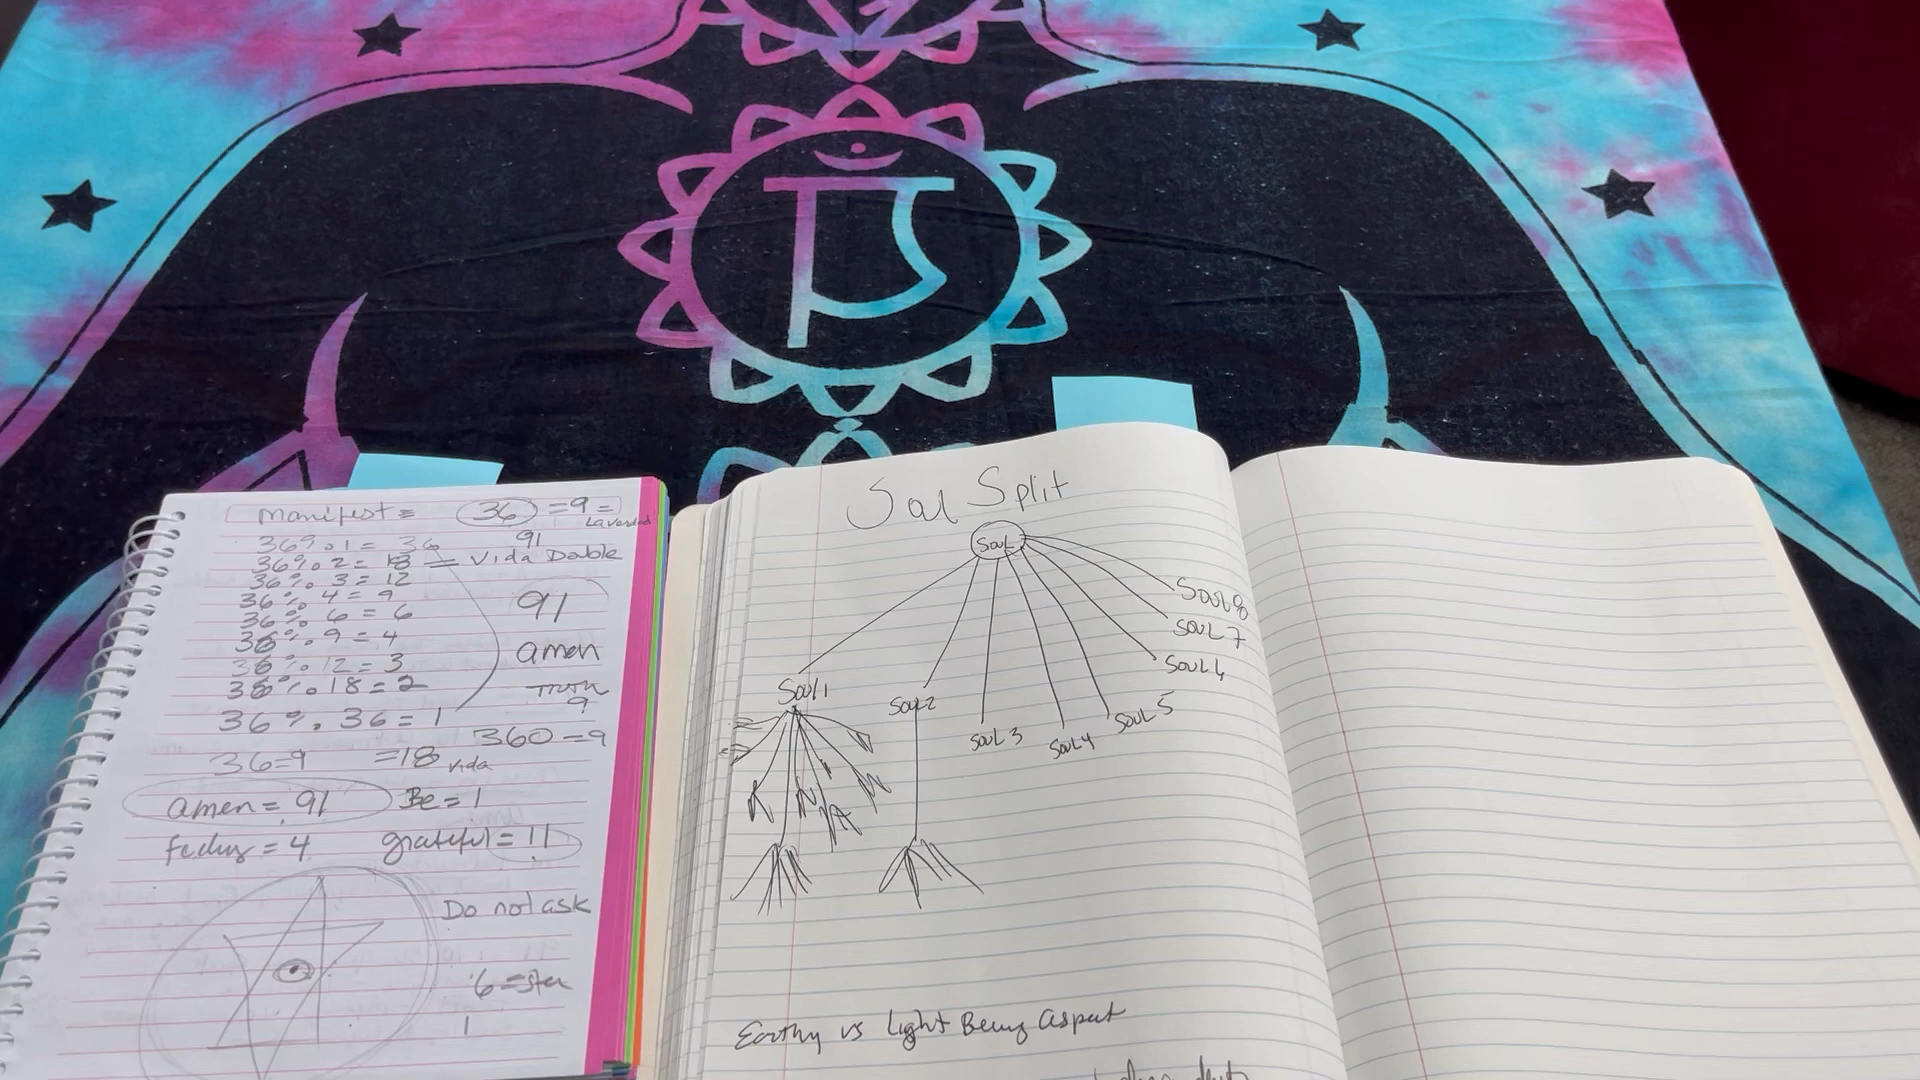 manifest = 36 = 9 =
36% 1 = 36 91
36% 2 = 18 = Vida Double
36% 3 = 12
36% 4 = 9
36% 6 = 6
36% 9 = 4
36% 12 = 3
36% 18 = 2
36% 36 = 1
91
amen
Truth
9
360 = 9
36=9 =18 vida
amen = 91 Be = 1
grateful = 11
Do not ask
6 = star
1
Soul Split
Soul
Soul 1
Soul 2
Soul 3
Soul 4
Soul 5
Soul 6
Soul 7
Soul 8
Earthy vs Light Being aspect